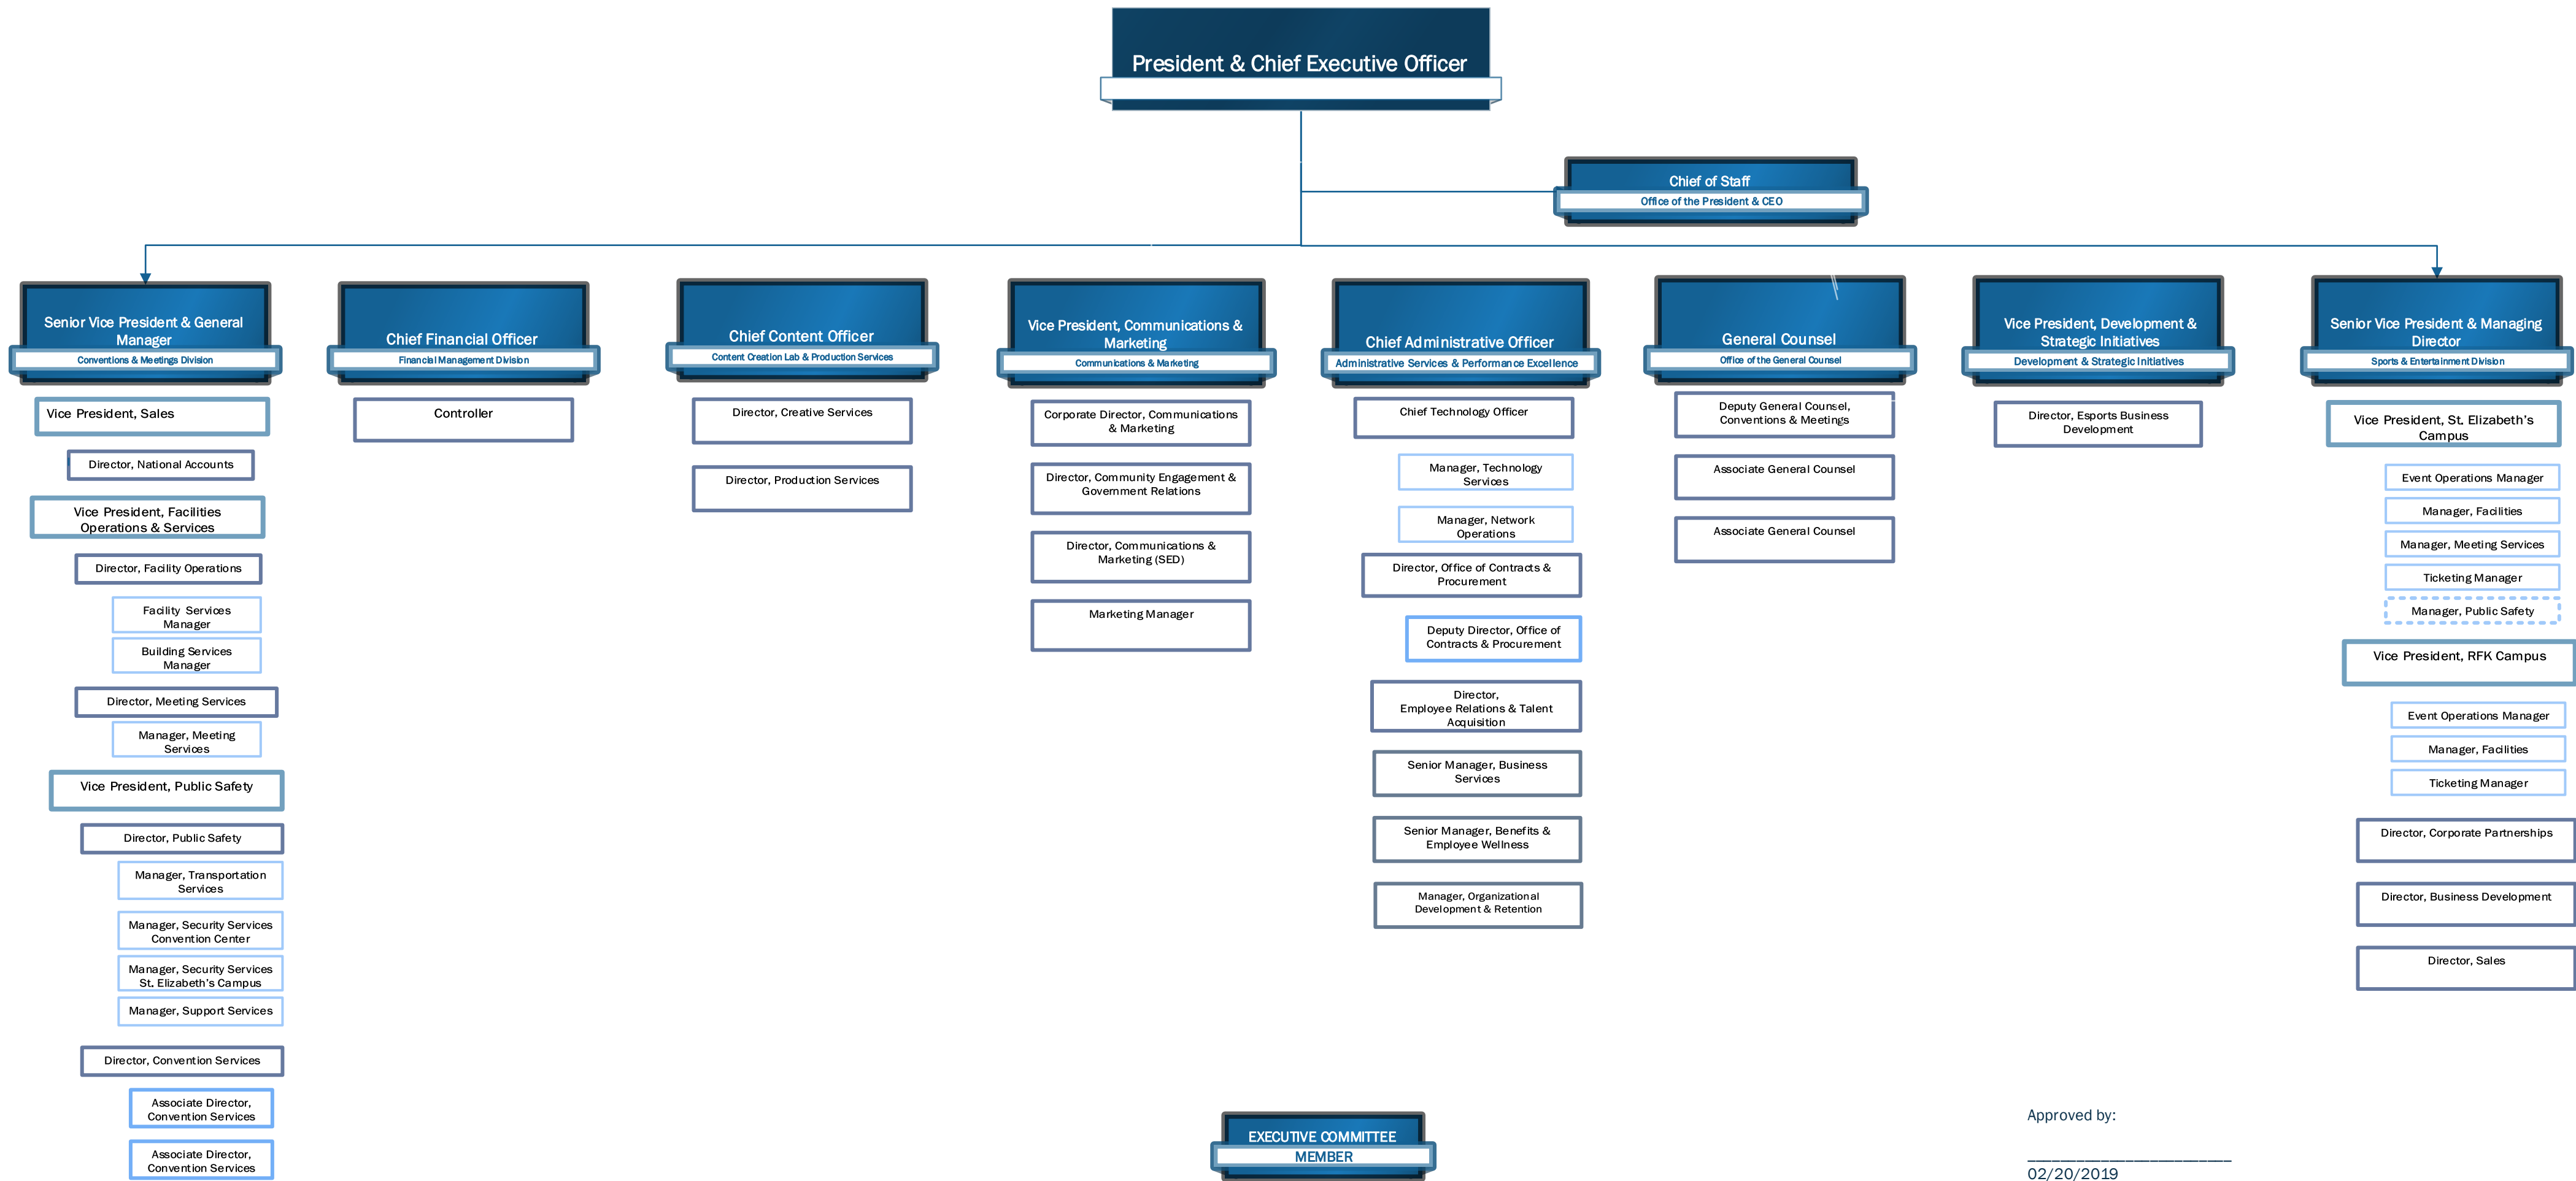 President & Chief Executive Officer
Chief of Staff
Office of the President & CEO
Senior Vice President & General
Manager
Conventions & Meetings Division
Vice President, Sales
Director, National Accounts
Vice President, Facilities
Operations & Services
Director, Facility Operations
Facility Services
Manager
Building Services
Manager
Director, Meeting Services
Manager, Meeting
Services
Vice President, Public Safety
Director, Public Safety
Manager, Transportation
Services
Manager, Security Services
Convention Center
Manager, Security Services
St. Elizabeth's Campus
Manager, Support Services
Director, Convention Services
Associate Director,
Convention Services
Associate Director,
Convention Services
Chief Financial Officer
Financial Management Division
Controller
Chief Content Officer
Content Creation Lab & Production Services
Director, Creative Services
Director, Production Services
Vice President, Communications &
Marketing
Communications & Marketing
Corporate Director, Communications
& Marketing
Director, Community Engagement &
Government Relations
Director, Communications &
Marketing (SED)
Marketing Manager
Chief Administrative Officer
Administrative Services & Performance Excellence
Chief Technology Officer
Manager, Technology
Services
Manager, Network
Operations
Director, Office of Contracts &
Procurement
Deputy Director, Office of
Contracts & Procurement
Director,
Employee Relations & Talent
Acquisition
Senior Manager, Business
Services
Senior Manager, Benefits &
Employee Wellness
Manager, Organizational
Development & Retention
General Counsel
Office of the General Counsel
Deputy General Counsel,
Conventions & Meetings
Associate General Counsel
Associate General Counsel
Vice President, Development &
Strategic Initiatives
Development & Strategic Initiatives
Director, Esports Business
Development
Senior Vice President & Managing
Director
Sports & Entertainment Division
Vice President, St. Elizabeth's
Campus
Event Operations Manager
Manager, Facilities
Manager, Meeting Services
Ticketing Manager
Manager, Public Safety
Vice President, RFK Campus
Event Operations Manager
Manager, Facilities
Ticketing Manager
Director, Corporate Partnerships
Director, Business Development
Director, Sales
EXECUTIVE COMMITTEE
MEMBER
Approved by:
________________________
02/20/2019